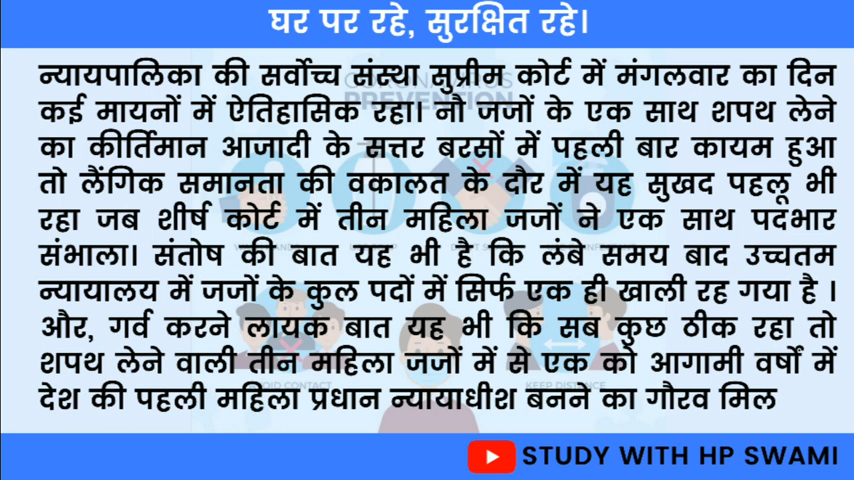 घर पर रहे, सुरक्षित रहे।
न्यायपालिका की सर्वोच्च संस्था सुप्रीम कोर्ट में मंगलवार का दिन
कई मायनों में ऐतिहासिक रहा। नौ जजों के एक साथ शपथ लेने
का कीर्तिमान आजादी के सत्तर बरसों में पहली बार कायम हुआ
तो लैंगिक समानता की वकालत के दौर में यह सुखद पहलू भी
रहा जब शीर्ष कोर्ट में तीन महिला जजों ने एक साथ पदभार
संभाला। संतोष की बात यह भी है कि लंबे समय बाद उच्चतम
न्यायालय में जजों के कुल पदों में सिर्फ एक ही खाली रह गया है ।
और, गर्व करने लायक बात यह भी कि सब कुछ ठीक रहा तो
शपथ लेने वाली तीन महिला जजों में से एक को आगामी वर्षों में
देश की पहली महिला प्रधान न्यायाधीश बनने का गौरव मिल
PREVENTION
KEEP DISTANCE
STUDY WITH HP SWAMI